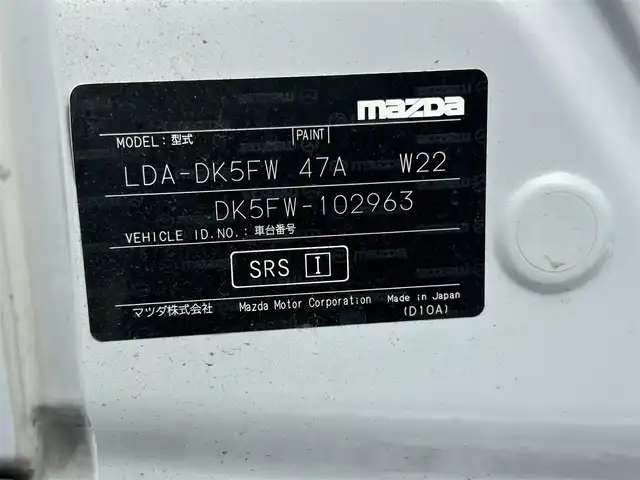 mazda
MODEL: 型式 PAINT
LDA-DK5FW 47A W22
DK5FW-102963
VEHICLE ID.NO.: 車台番号
SRS I
マツダ株式会社 Mazda Motor Corporation Made in Japan
(D10A)